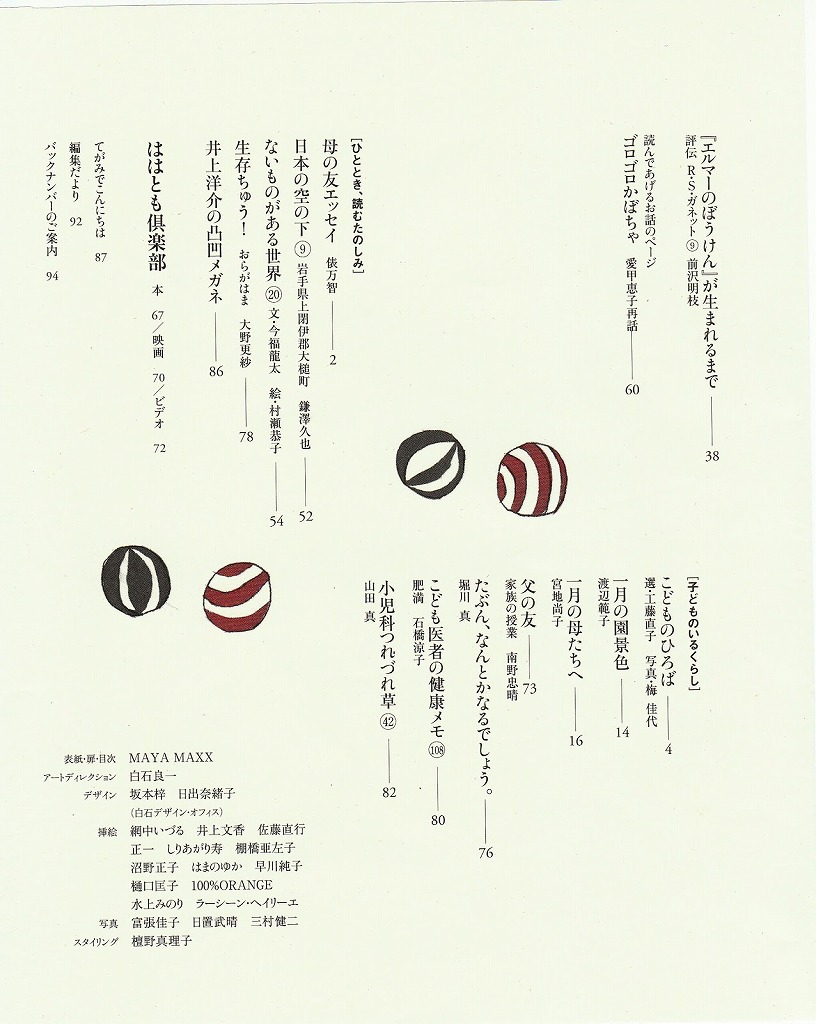 『エルマーのぼうけん』が生まれるまで——38
評伝 R・S・ガネット⑨ 前沢明枝
読んであげるお話のページ
ゴロゴロかぼちゃ 愛甲恵子再話——60
[ひととき、読むたのしみ]
母の友エッセイ 俵万智——2
日本の空の下⑨ 岩手県上閉伊郡大槌町 鎌澤久也——52
ないものがある世界⑳ 文・今福龍太 絵・村瀬恭子——54
生存ちゅう! おらがはま 大野更紗——78
井上洋介の凸凹メガネ——86
ははとも倶楽部 本 67/映画 70/ビデオ 72
てがみでこんにちは 87
編集だより 92
バックナンバーのご案内 94
[子どものいるくらし]
こどものひろば——4
選・工藤直子 写真・梅 佳代
一月の園景色——14
渡辺範子
一月の母たちへ——16
宮地尚子
父の友——73
家族の授業 南野忠晴
たぶん、なんとかなるでしょう。——76
堀川 真
こども医者の健康メモ(108)——80
肥満 石橋涼子
小児科つれづれ草㊷——82
山田 真
表紙・扉・目次 MAYA MAXX
アートディレクション 白石良一
デザイン 坂本梓 日出奈緒子
(白石デザイン・オフィス)
挿絵 網中いづる 井上文香 佐藤直行
正一 しりあがり寿 棚橋亜左子
沼野正子 はまのゆか 早川純子
樋口匡子 100%ORANGE
水上みのり ラーシーン・ヘイリーエ
写真 富張佳子 日置武晴 三村健二
スタイリング 檀野真理子